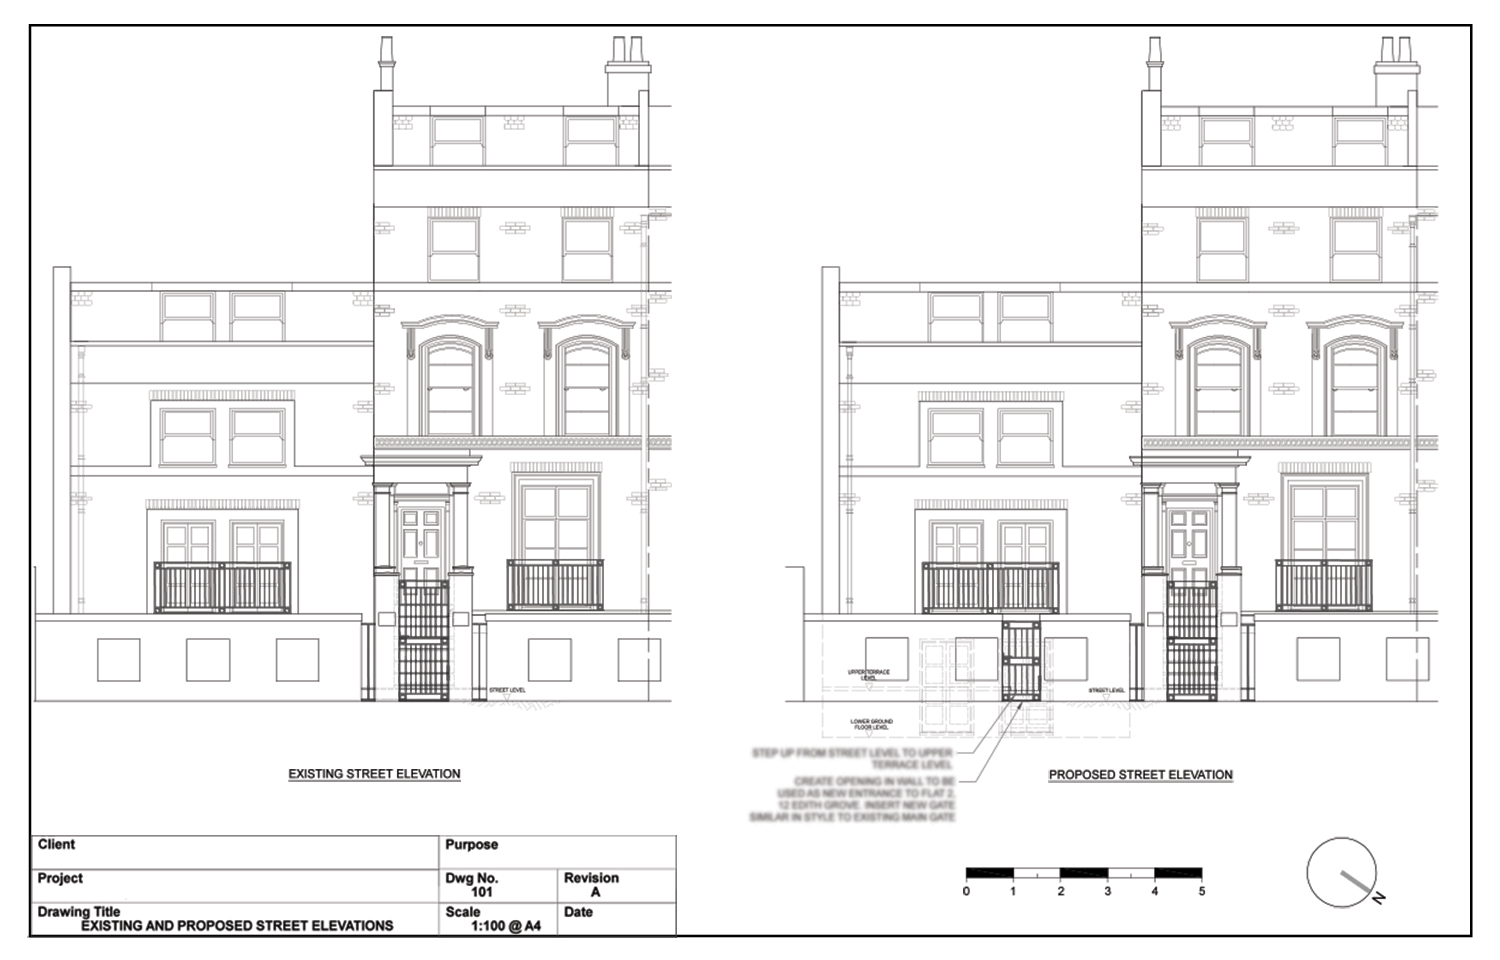 STREET LEVEL
UPPER TERRACE
LEVEL
STREET LEVEL
LOWER GROUND
FLOOR LEVEL
STEP UP FROM STREET LEVEL TO UPPER
TERRACE LEVEL
CREATE OPENING IN WALL TO BE
USED AS NEW ENTRANCE TO FLAT 2,
12 EDITH GROVE. INSERT NEW GATE
SIMILAR IN STYLE TO EXISTING MAIN GATE
EXISTING STREET ELEVATION
PROPOSED STREET ELEVATION
Client
Purpose
Project
Dwg No.
101
Revision
A
Drawing Title
EXISTING AND PROPOSED STREET ELEVATIONS
Scale
1:100 @ A4
Date
0 1 2 3 4 5
N